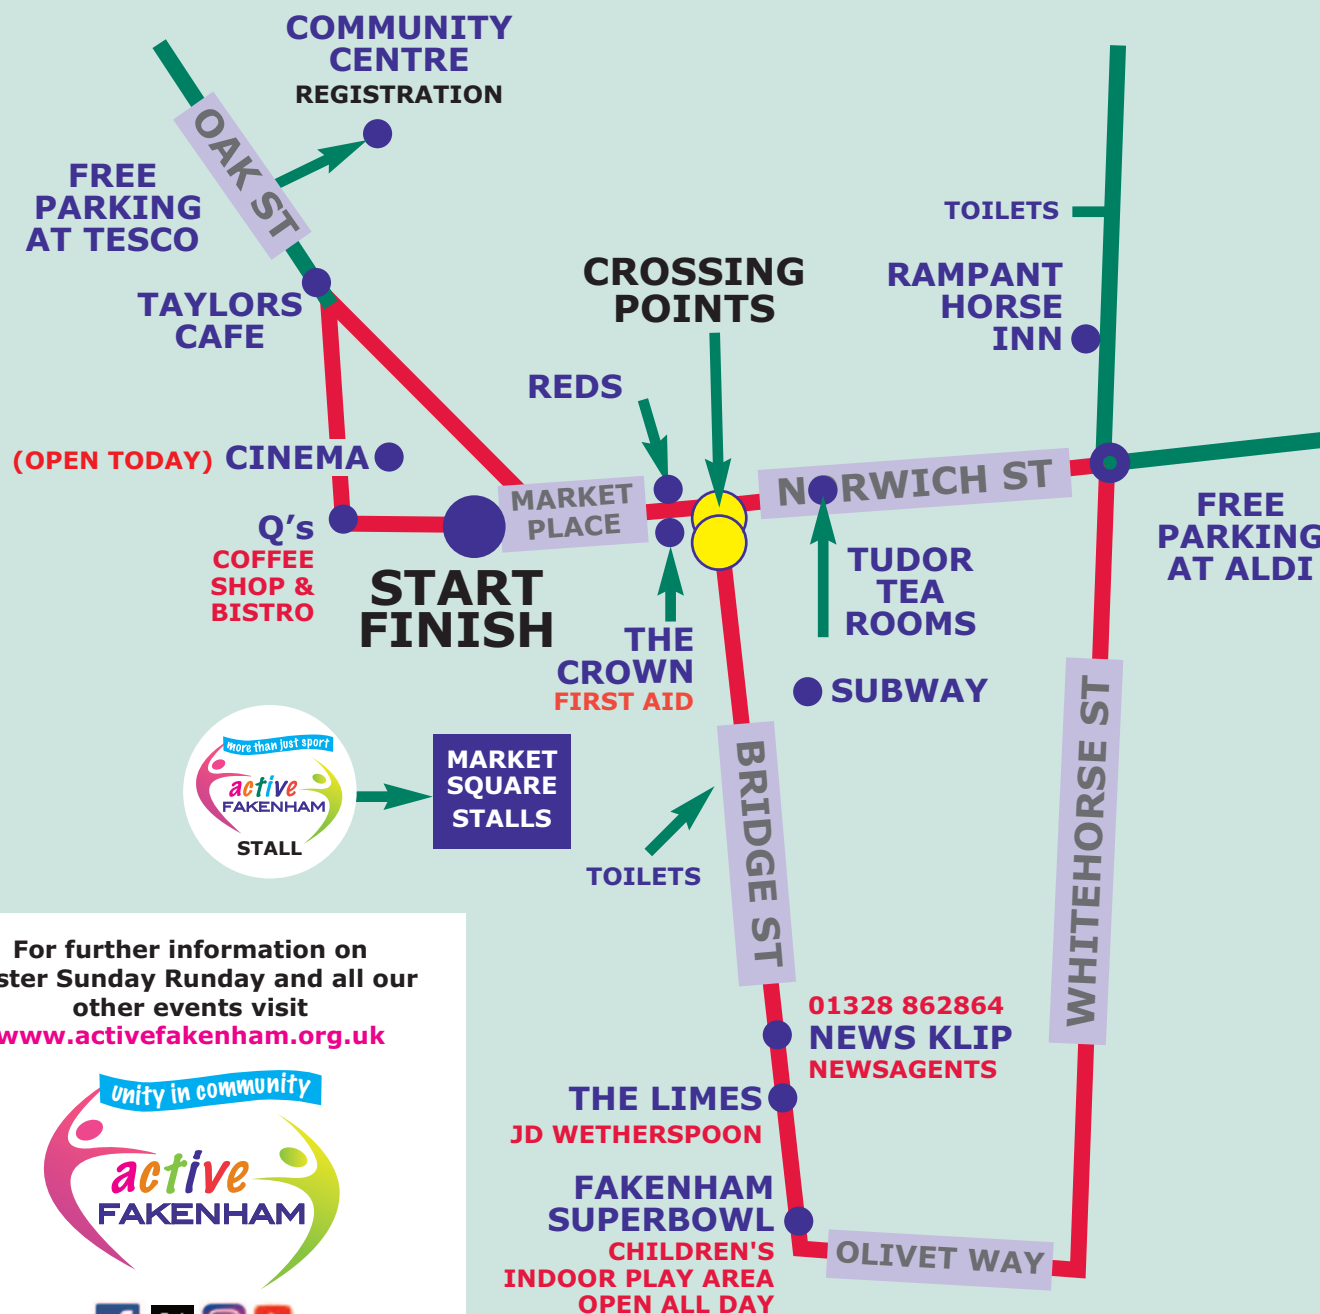 COMMUNITY
CENTRE
REGISTRATION
OAK ST
FREE
PARKING
AT TESCO
TAYLORS
CAFE
TOILETS
RAMPANT
HORSE
INN
CROSSING
POINTS
REDS
(OPEN TODAY) CINEMA
Q's
COFFEE
SHOP &
BISTRO
START
FINISH
MARKET
PLACE
NORWICH ST
FREE
PARKING
AT ALDI
TUDOR
TEA
ROOMS
THE
CROWN
FIRST AID
SUBWAY
more than just sport
active
FAKENHAM
STALL
MARKET
SQUARE
STALLS
BRIDGE ST
TOILETS
WHITEHORSE ST
01328 862864
NEWS KLIP
NEWSAGENTS
THE LIMES
JD WETHERSPOON
FAKENHAM
SUPERBOWL
CHILDREN'S
INDOOR PLAY AREA
OPEN ALL DAY
OLIVET WAY
For further information on
ster Sunday Runday and all our
other events visit
www.activefakenham.org.uk
unity in community
active
FAKENHAM